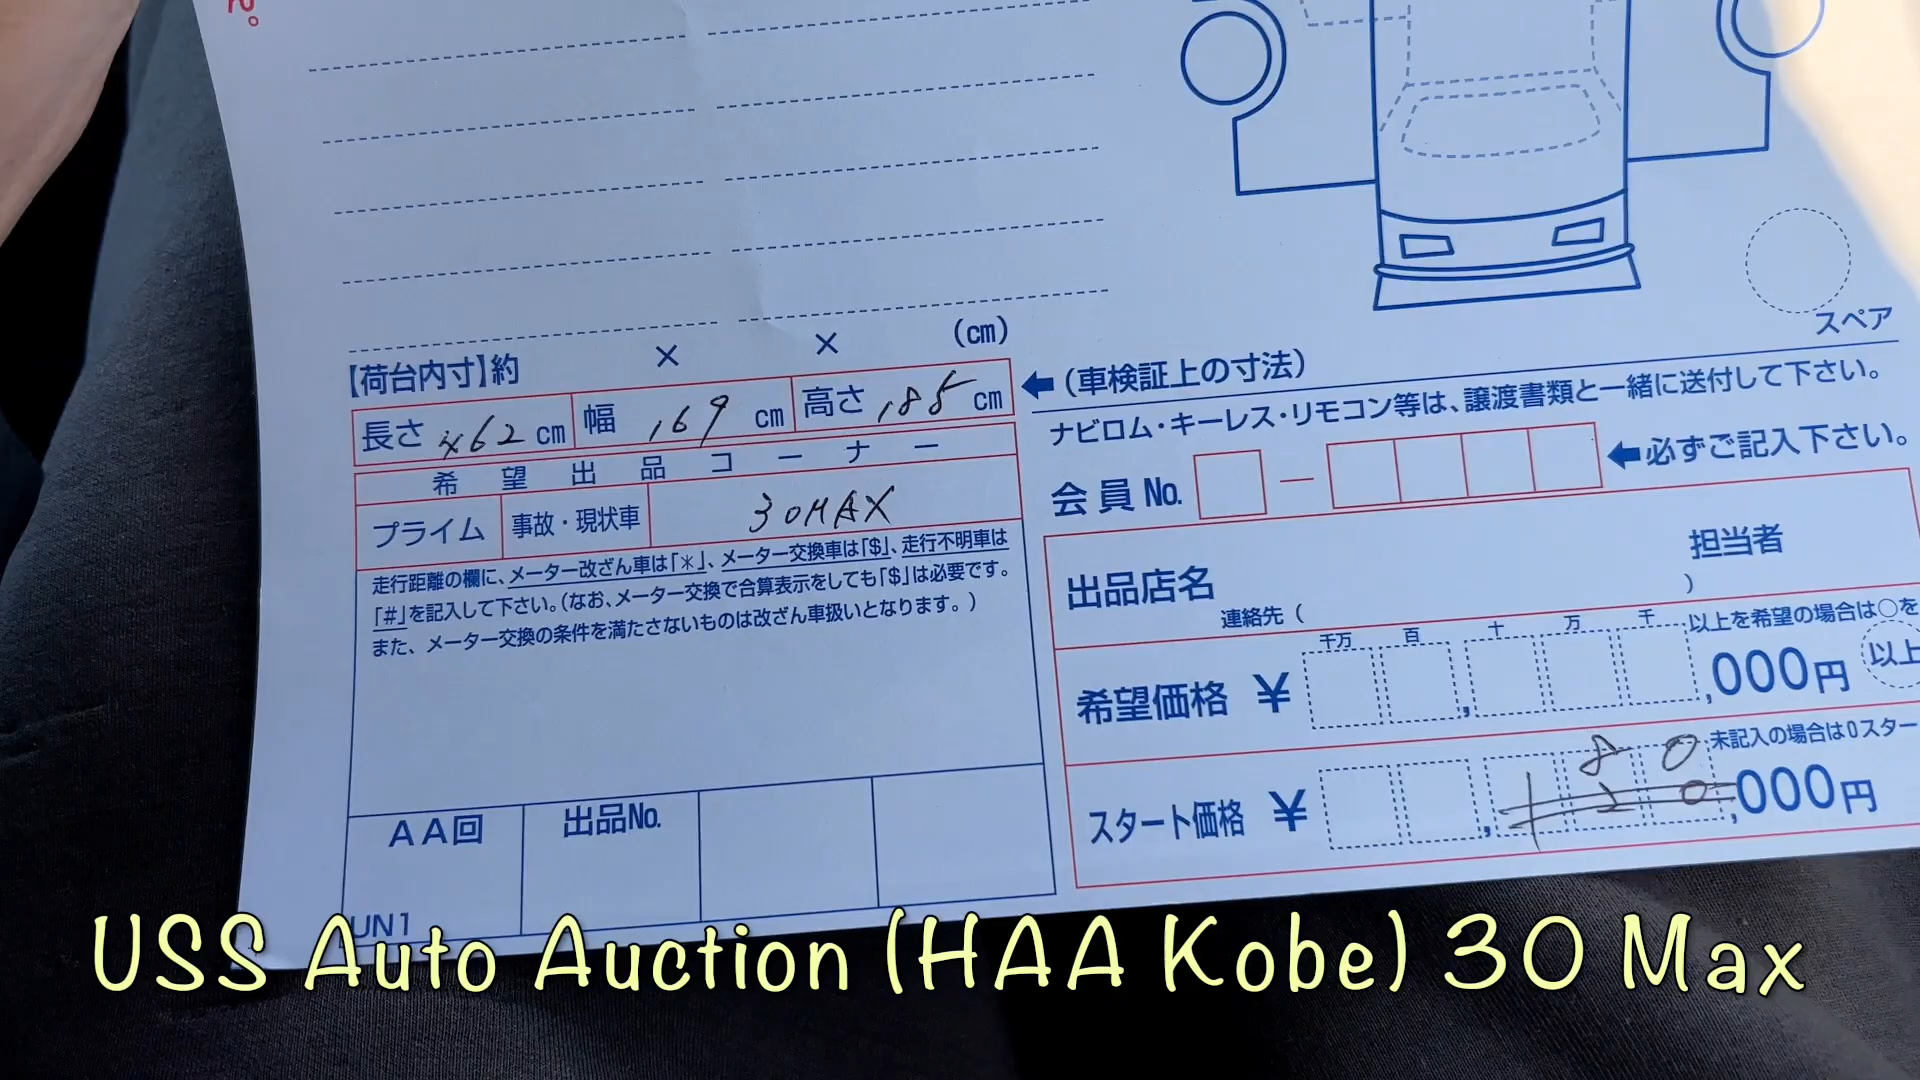 【荷台内寸】約 × × (cm)
長さ 462 cm 幅 169 cm 高さ 185 cm
←(車検証上の寸法)
ナビロム・キーレス・リモコン等は、譲渡書類と一緒に送付して下さい。
スペア
希望出品コーナー
プライム 事故・現状車 30MAX
会員No. － ←必ずご記入下さい。
走行距離の欄に、メーター改ざん車は「＊」、メーター交換車は「$」、走行不明車は
「#」を記入して下さい。(なお、メーター交換で合算表示をしても「$」は必要です。
また、メーター交換の条件を満たさないものは改ざん車扱いとなります。)
出品店名 担当者
連絡先 ( )
千万 百 十 万 千 以上を希望の場合は○を
希望価格 ¥ , ,000円 以上
未記入の場合は0スター
80
スタート価格 ¥ , 120 ,000円
AA回 出品No.
UN1
USS Auto Auction (HAA Kobe) 30 Max